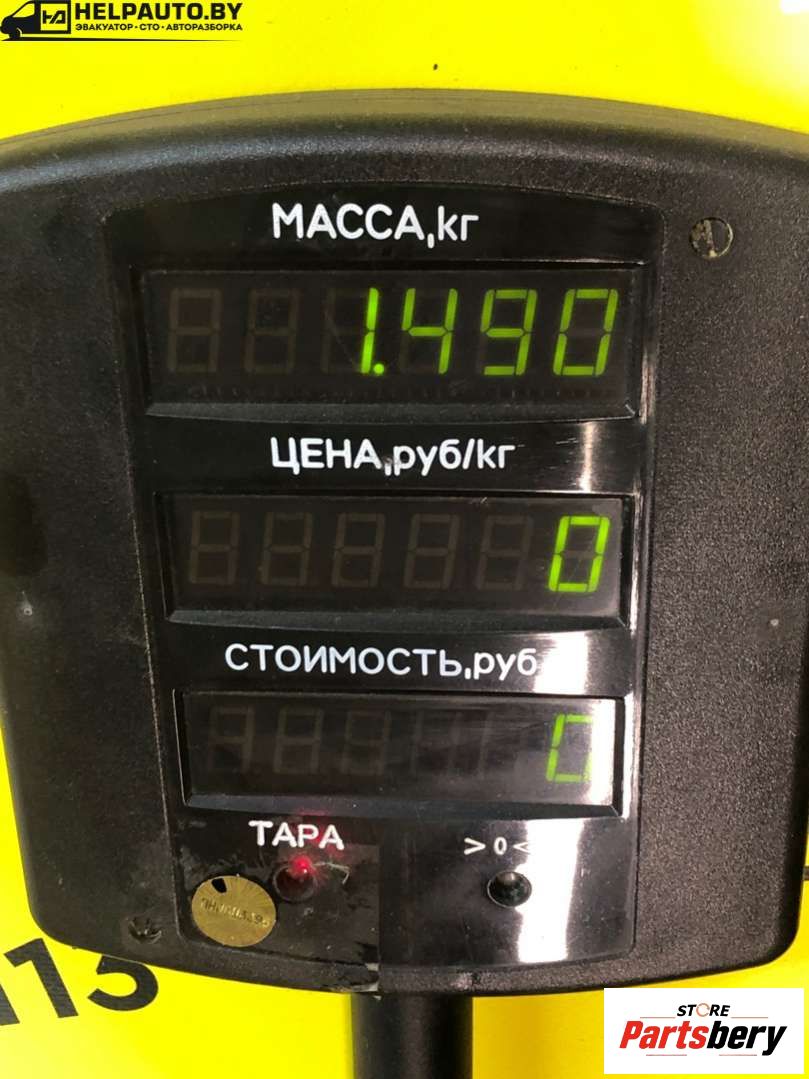 HELPAUTO.BY
ЭВАКУАТОР • СТО • АВТОРАЗБОРКА
МАССА,кг
1.490
ЦЕНА,руб/кг
0
СТОИМОСТЬ,руб
0
ТАРА
>0<
113
STORE
Partsbery